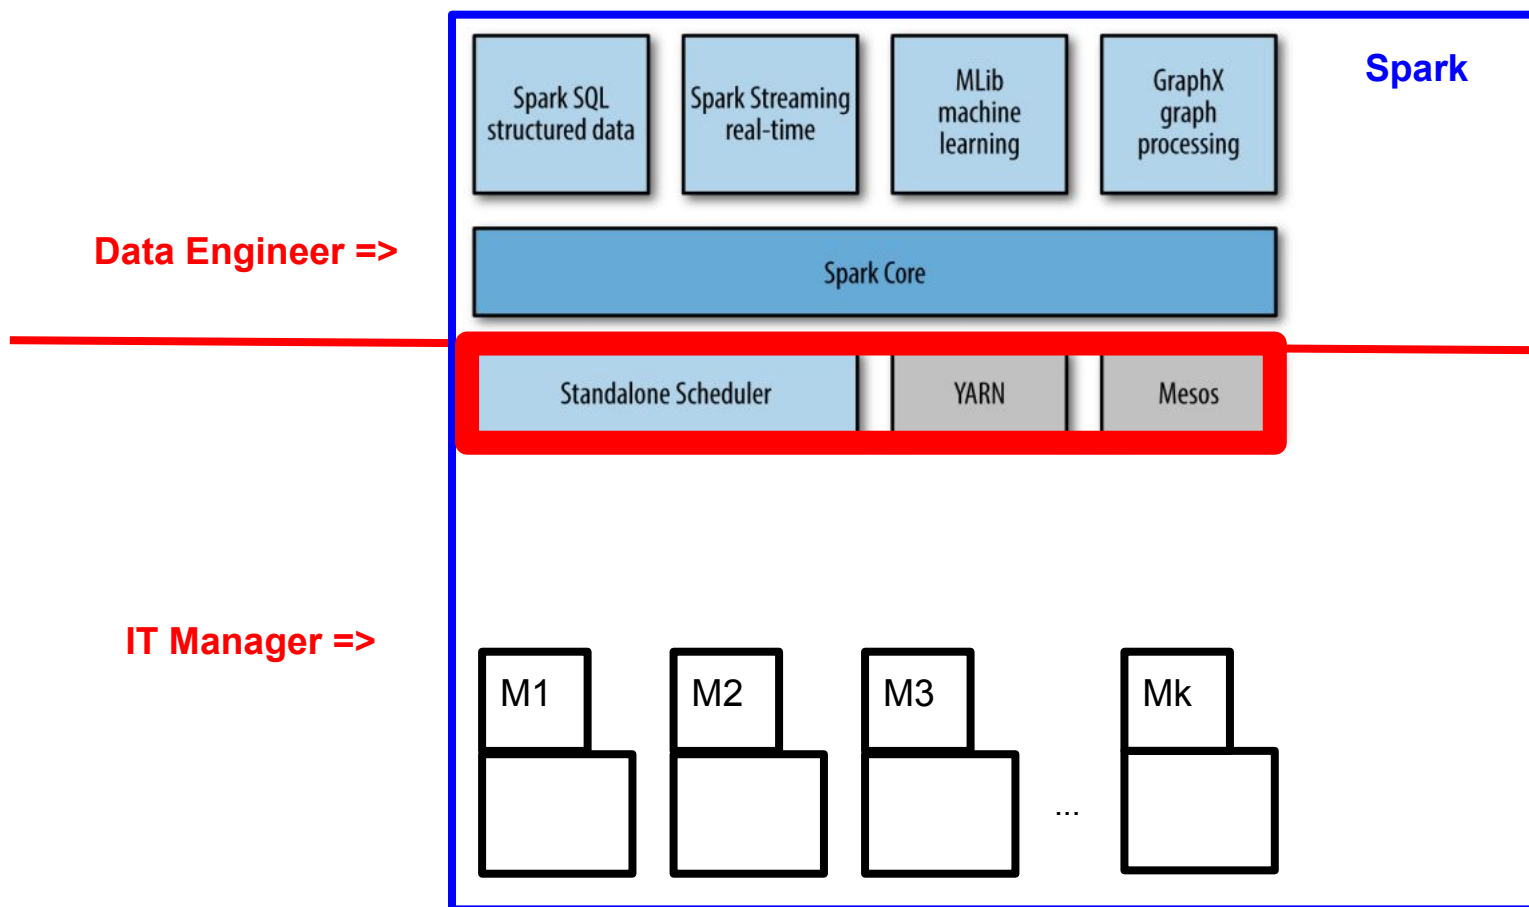 Spark
Spark SQL
structured data
Spark Streaming
real-time
MLib
machine
learning
GraphX
graph
processing
Data Engineer =>
Spark Core
Standalone Scheduler
YARN
Mesos
IT Manager =>
M1
M2
M3
...
Mk